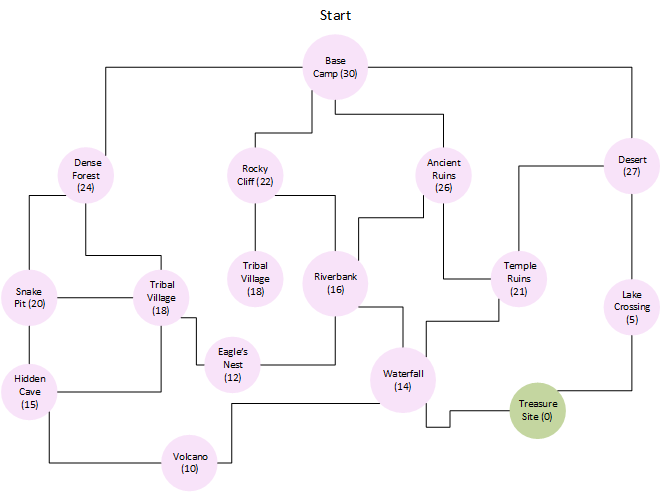 Start
Base
Camp (30)
Dense
Forest
(24)
Rocky
Cliff (22)
Ancient
Ruins
(26)
Desert
(27)
Snake
Pit (20)
Tribal
Village
(18)
Tribal
Village
(18)
Riverbank
(16)
Temple
Ruins
(21)
Lake
Crossing
(5)
Eagle's
Nest
(12)
Hidden
Cave
(15)
Waterfall
(14)
Treasure
Site (0)
Volcano
(10)